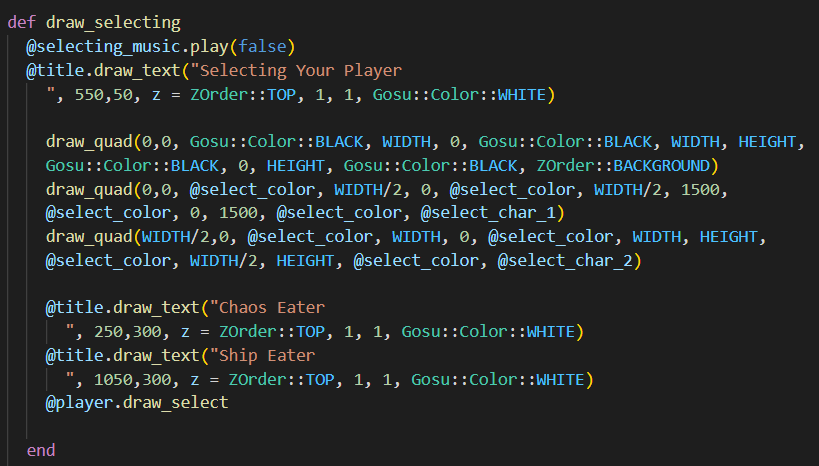 def draw_selecting
@selecting_music.play(false)
@title.draw_text("Selecting Your Player
", 550,50, z = ZOrder::TOP, 1, 1, Gosu::Color::WHITE)
draw_quad(0,0, Gosu::Color::BLACK, WIDTH, 0, Gosu::Color::BLACK, WIDTH, HEIGHT,
Gosu::Color::BLACK, 0, HEIGHT, Gosu::Color::BLACK, ZOrder::BACKGROUND)
draw_quad(0,0, @select_color, WIDTH/2, 0, @select_color, WIDTH/2, 1500,
@select_color, 0, 1500, @select_color, @select_char_1)
draw_quad(WIDTH/2,0, @select_color, WIDTH, 0, @select_color, WIDTH, HEIGHT,
@select_color, WIDTH/2, HEIGHT, @select_color, @select_char_2)
@title.draw_text("Chaos Eater
", 250,300, z = ZOrder::TOP, 1, 1, Gosu::Color::WHITE)
@title.draw_text("Ship Eater
", 1050,300, z = ZOrder::TOP, 1, 1, Gosu::Color::WHITE)
@player.draw_select
end